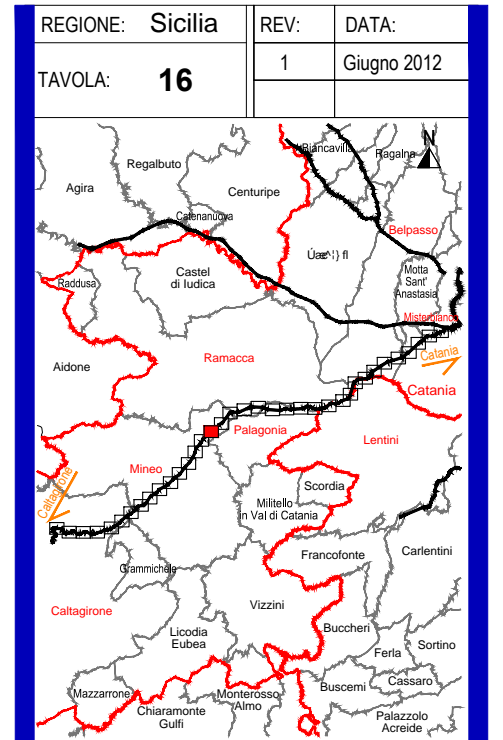 REGIONE: Sicilia
REV:
DATA:
TAVOLA: 16
1
Giugno 2012
N
Biancavilla
Ragalna
Regalbuto
Agira
Centuripe
Catenanuova
Belpasso
Motta
Sant'
Anastasia
Castel
di Iudica
Raddusa
Misterbianco
Ramacca
Catania
Aidone
Catania
Palagonia
Lentini
Mineo
Scordia
Caltagirone
Militello
in Val di Catania
Francofonte
Carlentini
Grammichele
Vizzini
Caltagirone
Licodia
Eubea
Buccheri
Ferla
Sortino
Cassaro
Buscemi
Mazzarrone
Monterosso
Almo
Chiaramonte
Gulfi
Palazzolo
Acreide